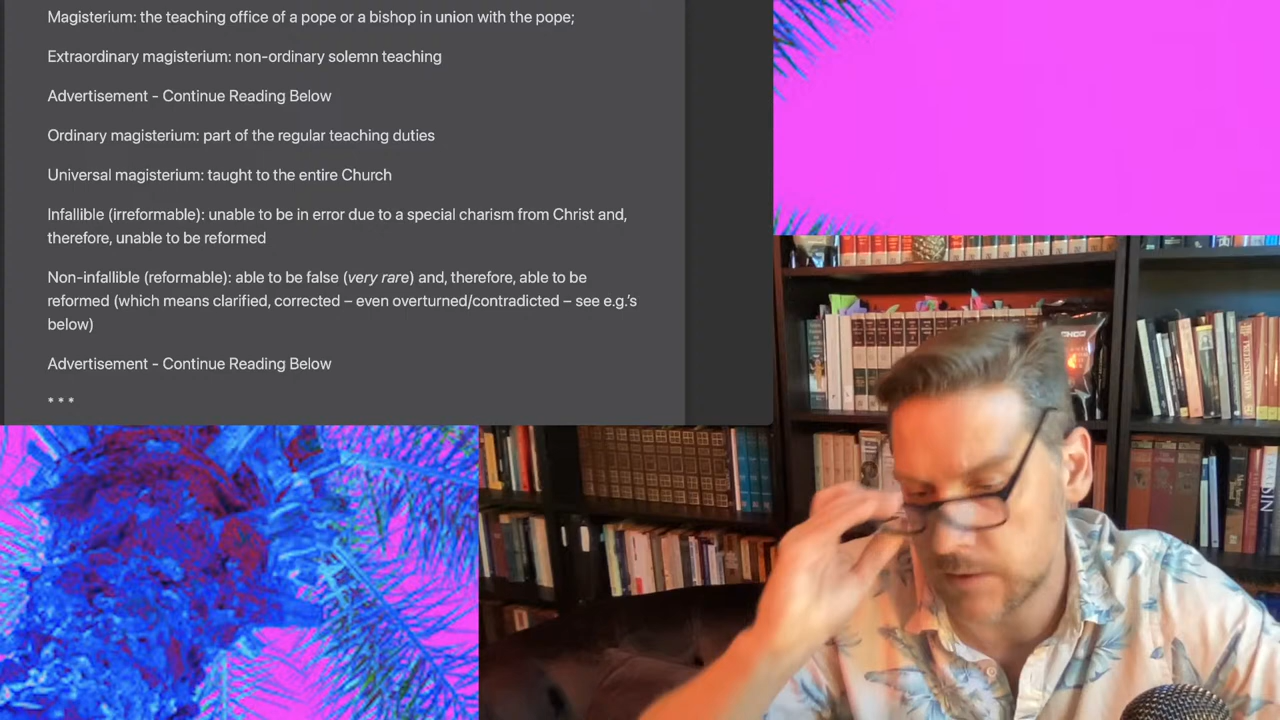 Magisterium: the teaching office of a pope or a bishop in union with the pope;
Extraordinary magisterium: non-ordinary solemn teaching
Advertisement - Continue Reading Below
Ordinary magisterium: part of the regular teaching duties
Universal magisterium: taught to the entire Church
Infallible (irreformable): unable to be in error due to a special charism from Christ and,
therefore, unable to be reformed
Non-infallible (reformable): able to be false (very rare) and, therefore, able to be
reformed (which means clarified, corrected – even overturned/contradicted – see e.g.'s
below)
Advertisement - Continue Reading Below
* * *